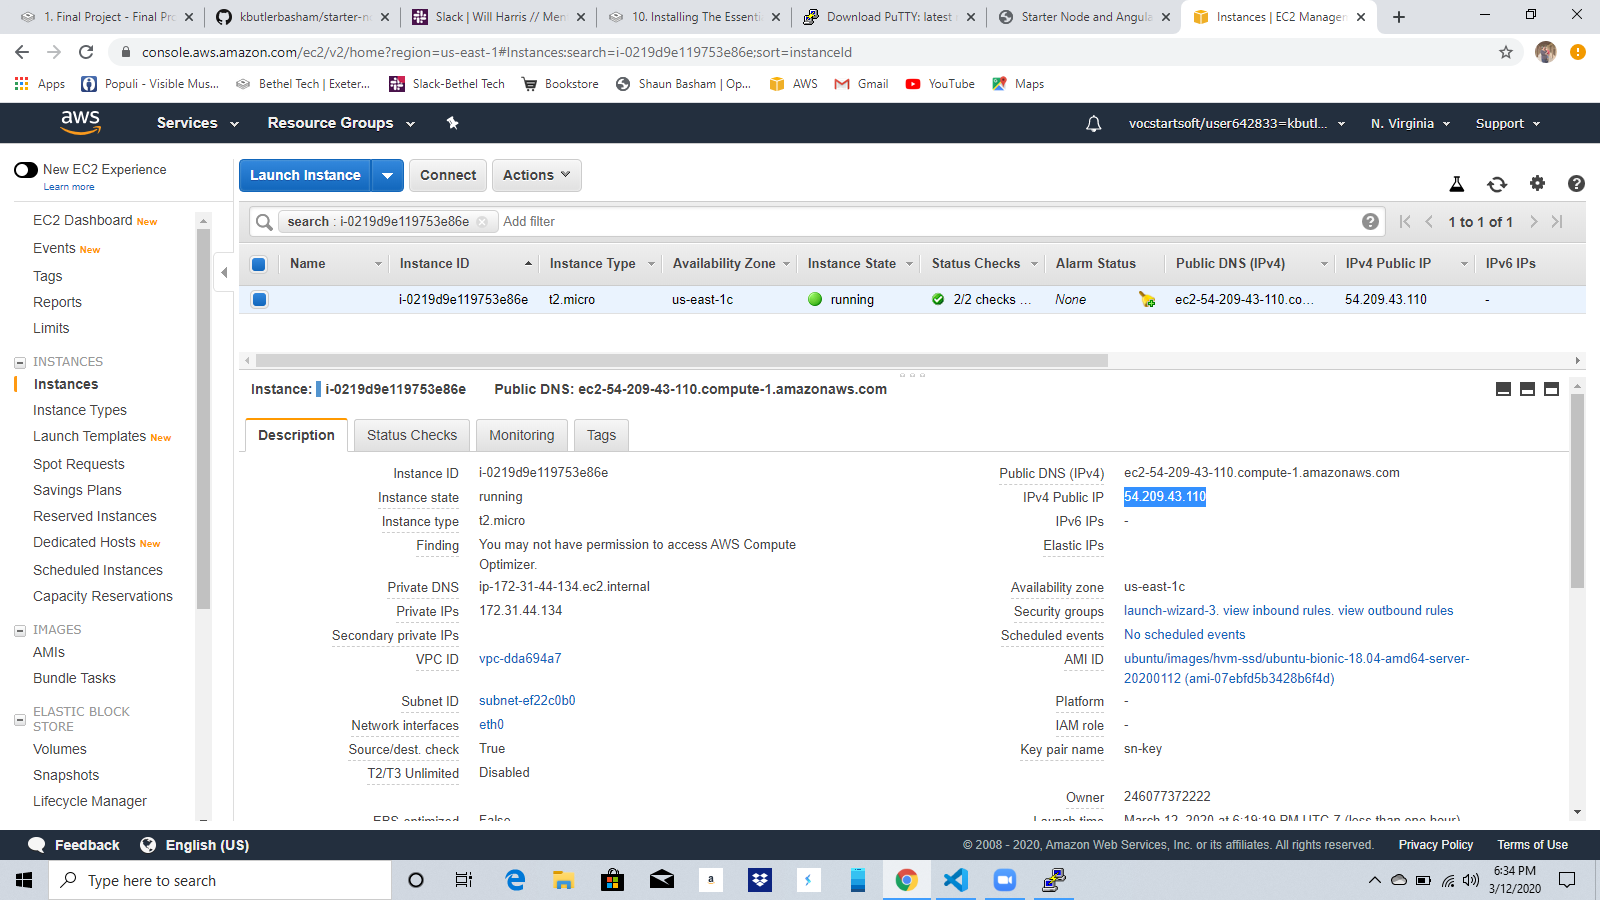 1. Final Project - Final Pro
kbutlerbasham/starter-n
Slack | Will Harris // Men
10. Installing The Essenti
Download PuTTY: latest
Starter Node and Angula
Instances | EC2 Manager
console.aws.amazon.com/ec2/v2/home?region=us-east-1#Instances:search=i-0219d9e119753e86e;sort=instanceId
Apps
Populi - Visible Mus...
Bethel Tech | Exeter...
Slack-Bethel Tech
Bookstore
Shaun Basham | Op...
AWS
Gmail
YouTube
Maps
aws
Services
Resource Groups
vocstartsoft/user642833=kbutl...
N. Virginia
Support
New EC2 Experience
Learn more
EC2 Dashboard New
Events New
Tags
Reports
Limits
INSTANCES
Instances
Instance Types
Launch Templates New
Spot Requests
Savings Plans
Reserved Instances
Dedicated Hosts New
Scheduled Instances
Capacity Reservations
IMAGES
AMIs
Bundle Tasks
ELASTIC BLOCK
STORE
Volumes
Snapshots
Lifecycle Manager
Launch Instance
Connect
Actions
search : i-0219d9e119753e86e
Add filter
1 to 1 of 1
Name
Instance ID
Instance Type
Availability Zone
Instance State
Status Checks
Alarm Status
Public DNS (IPv4)
IPv4 Public IP
IPv6 IPs
i-0219d9e119753e86e
t2.micro
us-east-1c
running
2/2 checks ...
None
ec2-54-209-43-110.co...
54.209.43.110
-
Instance: i-0219d9e119753e86e
Public DNS: ec2-54-209-43-110.compute-1.amazonaws.com
Description
Status Checks
Monitoring
Tags
Instance ID i-0219d9e119753e86e
Instance state running
Instance type t2.micro
Finding You may not have permission to access AWS Compute
Optimizer.
Private DNS ip-172-31-44-134.ec2.internal
Private IPs 172.31.44.134
Secondary private IPs
VPC ID vpc-dda694a7
Subnet ID subnet-ef22c0b0
Network interfaces eth0
Source/dest. check True
T2/T3 Unlimited Disabled
EBS-optimized False
Public DNS (IPv4) ec2-54-209-43-110.compute-1.amazonaws.com
IPv4 Public IP 54.209.43.110
IPv6 IPs -
Elastic IPs
Availability zone us-east-1c
Security groups launch-wizard-3. view inbound rules. view outbound rules
Scheduled events No scheduled events
AMI ID ubuntu/images/hvm-ssd/ubuntu-bionic-18.04-amd64-server-
20200112 (ami-07ebfd5b3428b6f4d)
Platform -
IAM role -
Key pair name sn-key
Owner 246077372222
Launch time March 12, 2020 at 6:19:19 PM UTC-7 (less than one hour)
Feedback
English (US)
© 2008 - 2020, Amazon Web Services, Inc. or its affiliates. All rights reserved.
Privacy Policy
Terms of Use
Type here to search
a
6:34 PM
3/12/2020